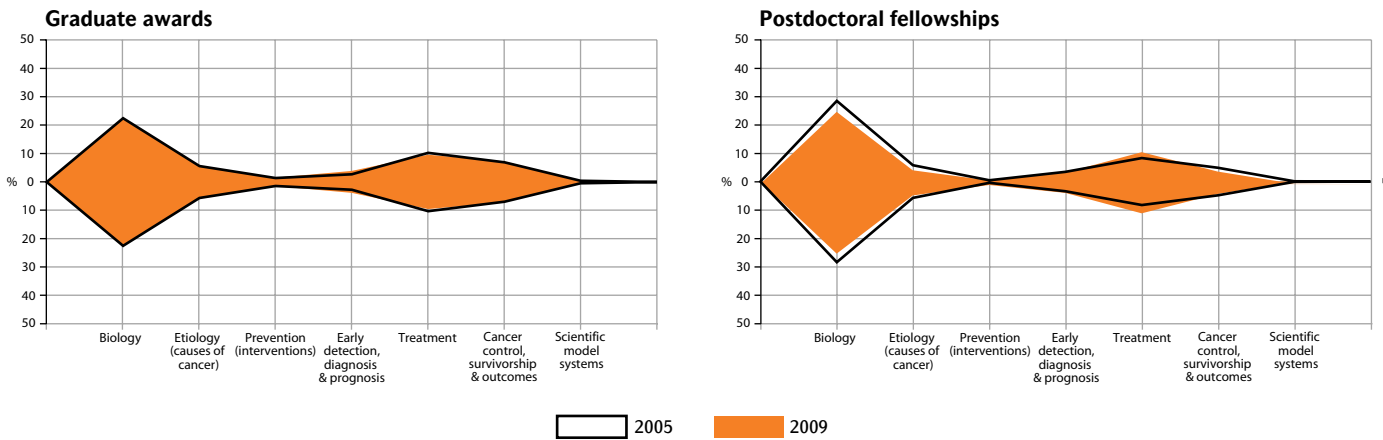 Graduate awards
50
40
30
20
10
% 0
10
20
30
40
50
Biology
Etiology
(causes of
cancer)
Prevention
(interventions)
Early
detection,
diagnosis
& prognosis
Treatment
Cancer
control,
survivorship
& outcomes
Scientific
model
systems
Postdoctoral fellowships
50
40
30
20
10
% 0
10
20
30
40
50
Biology
Etiology
(causes of
cancer)
Prevention
(interventions)
Early
detection,
diagnosis
& prognosis
Treatment
Cancer
control,
survivorship
& outcomes
Scientific
model
systems
2005
2009